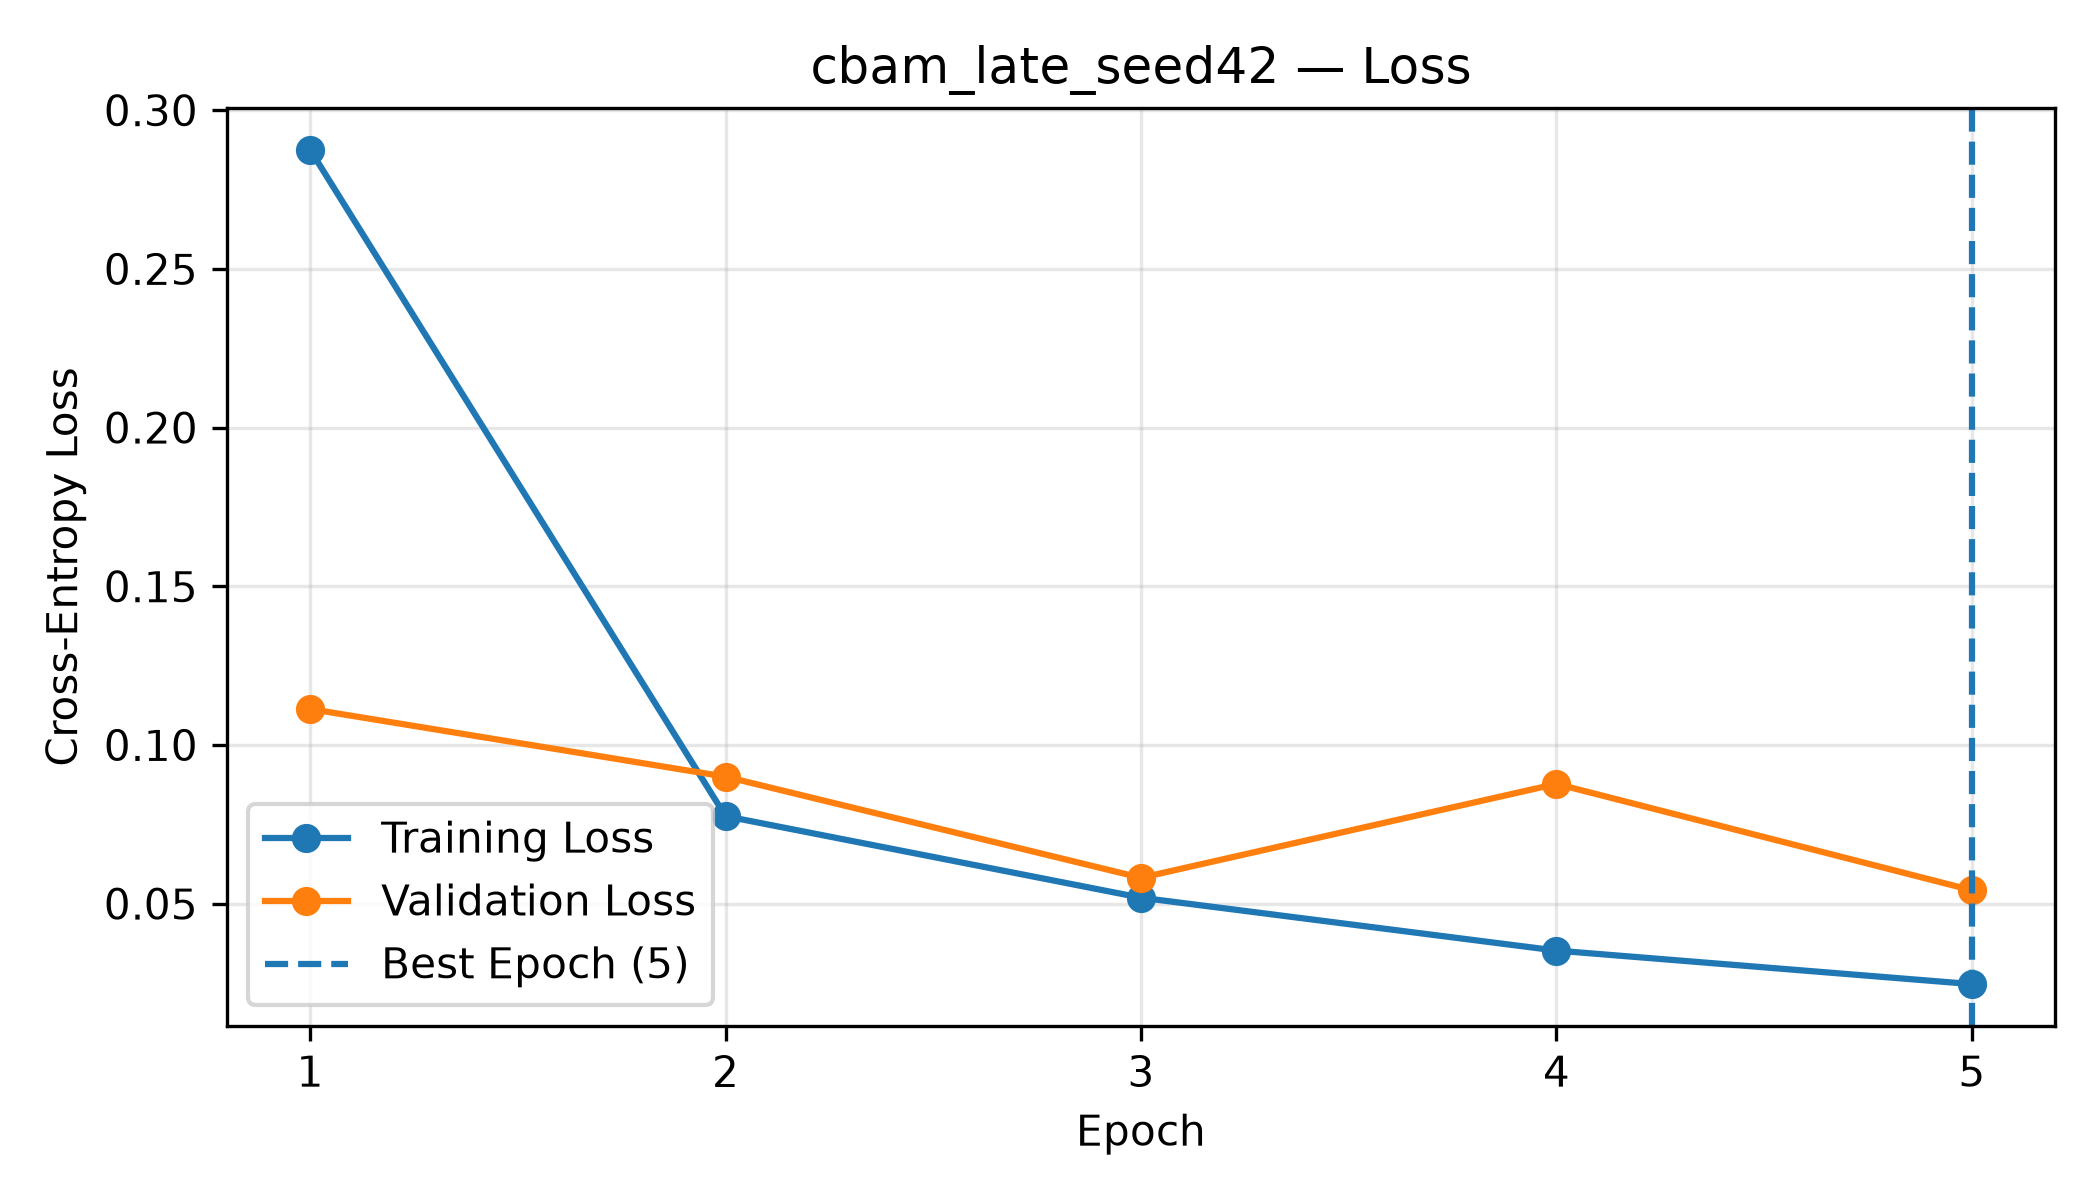 cbam_late_seed42 — Loss
Cross-Entropy Loss
0.30
0.25
0.20
0.15
0.10
0.05
Training Loss
Validation Loss
Best Epoch (5)
1 2 3 4 5
Epoch